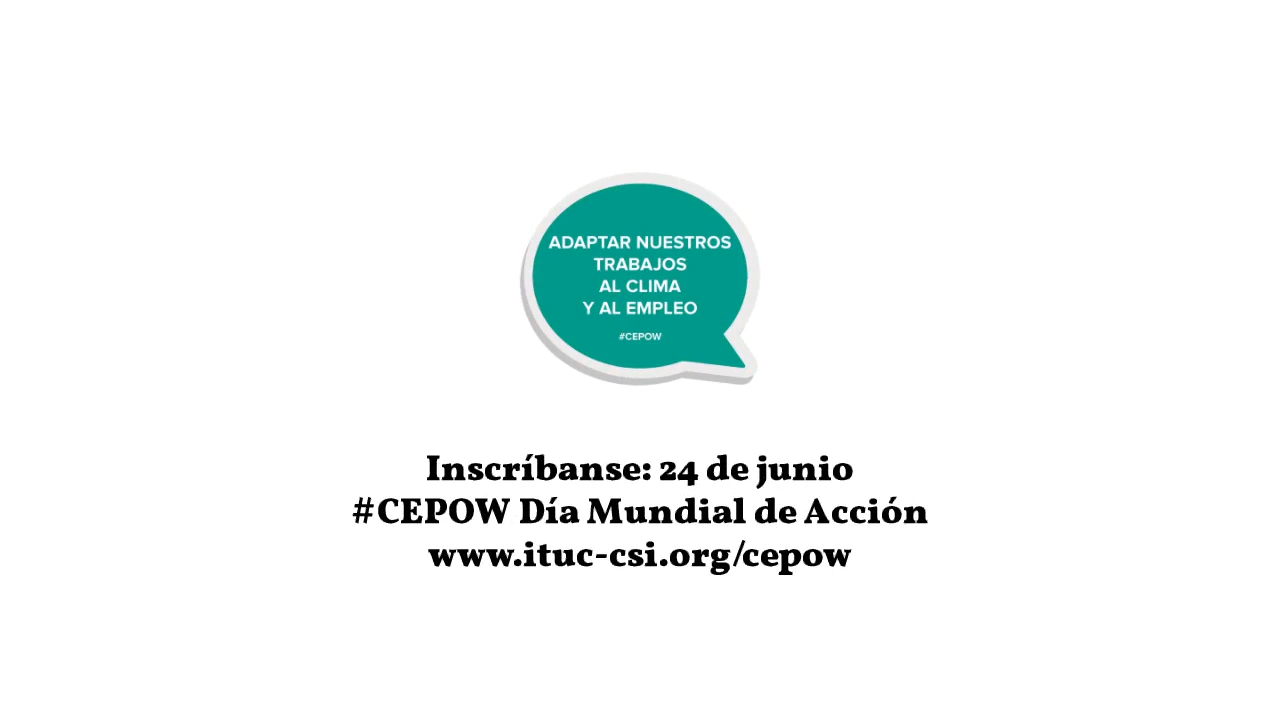 ADAPTAR NUESTROS
TRABAJOS
AL CLIMA
Y AL EMPLEO
#CEPOW
Inscríbanse: 24 de junio
#CEPOW Día Mundial de Acción
www.ituc-csi.org/cepow